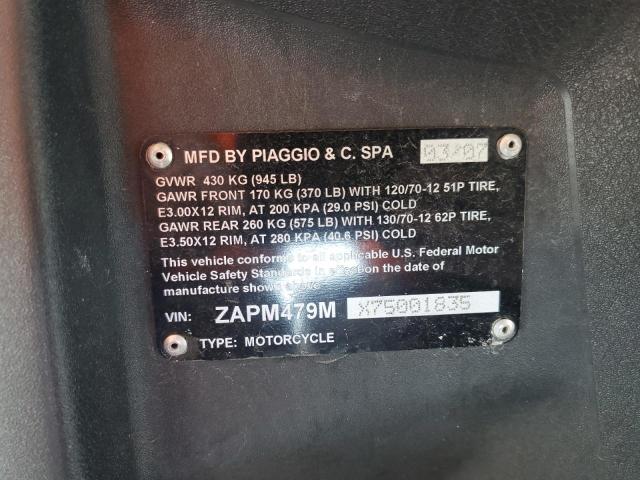 MFD BY PIAGGIO & C. SPA 03/07
GVWR 430 KG (945 LB)
GAWR FRONT 170 KG (370 LB) WITH 120/70-12 51P TIRE,
E3.00X12 RIM, AT 200 KPA (29.0 PSI) COLD
GAWR REAR 260 KG (575 LB) WITH 130/70-12 62P TIRE,
E3.50X12 RIM, AT 280 KPA (40.6 PSI) COLD
This vehicle conforms to all applicable U.S. Federal Motor
Vehicle Safety Standards in effect on the date of
manufacture shown above
VIN: ZAPM479M X75001835
TYPE: MOTORCYCLE